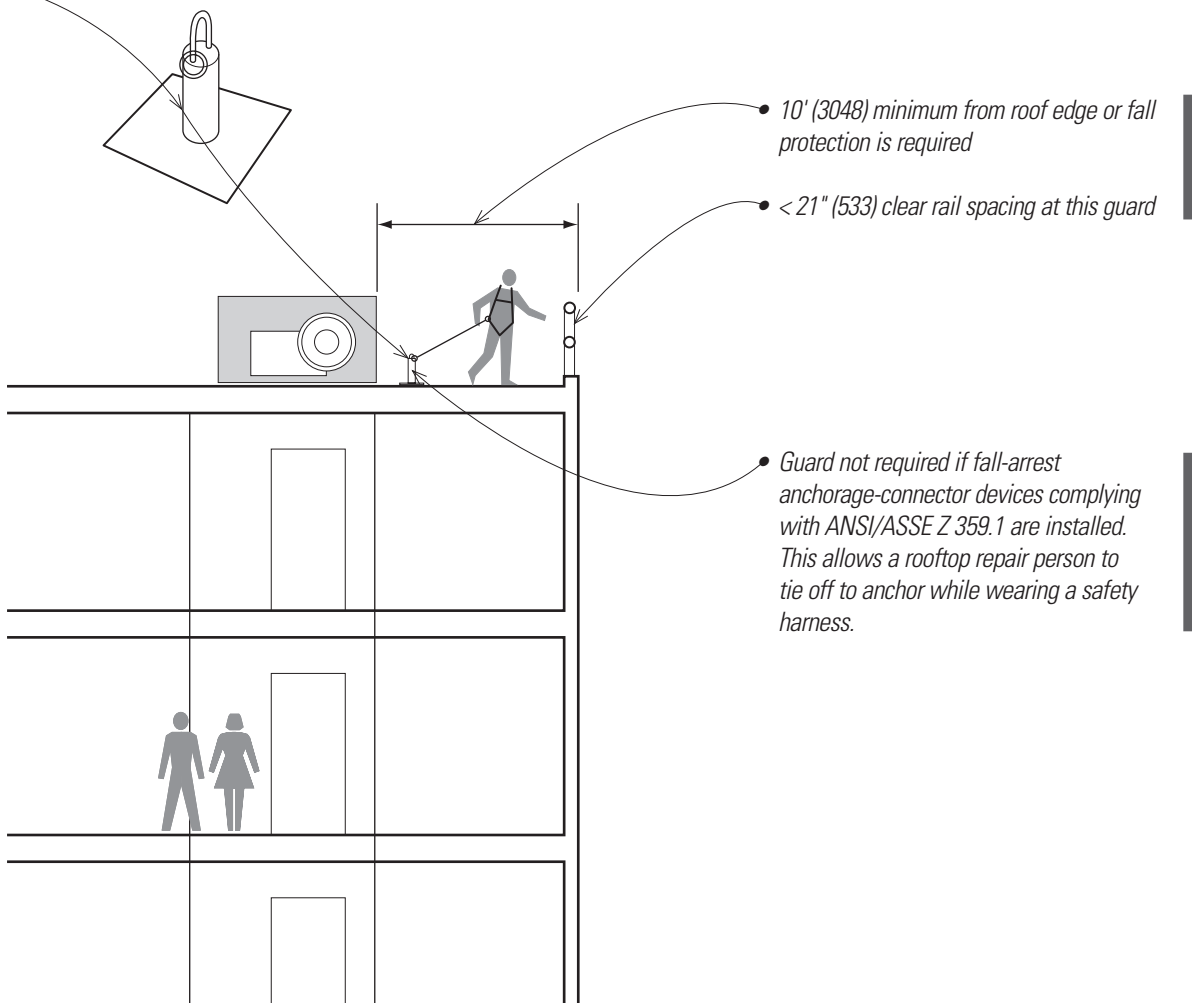 • 10' (3048) minimum from roof edge or fall
protection is required
• < 21" (533) clear rail spacing at this guard
• Guard not required if fall-arrest
anchorage-connector devices complying
with ANSI/ASSE Z 359.1 are installed.
This allows a rooftop repair person to
tie off to anchor while wearing a safety
harness.